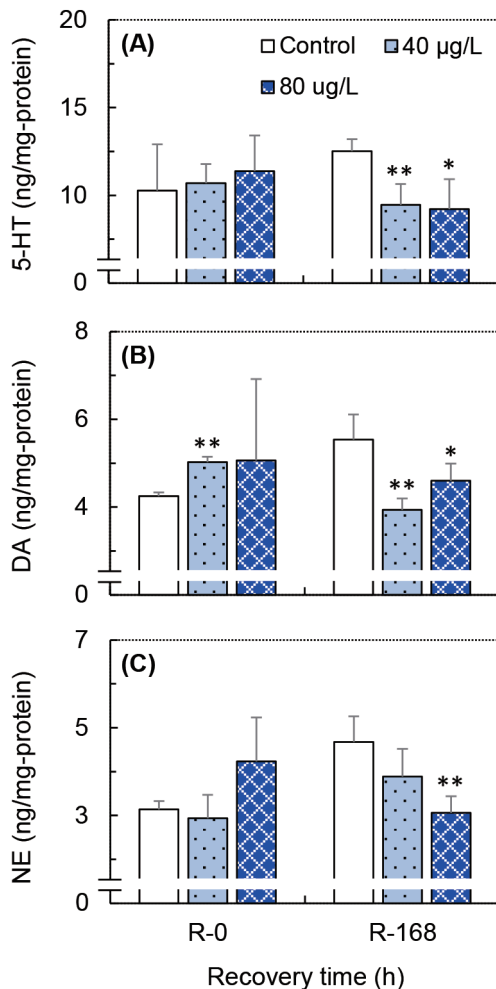 (A)
Control
40 µg/L
80 ug/L
5-HT (ng/mg-protein)
20
15
10
0
**
*
(B)
DA (ng/mg-protein)
8
6
4
0
**
**
*
(C)
NE (ng/mg-protein)
7
5
3
0
**
R-0
R-168
Recovery time (h)